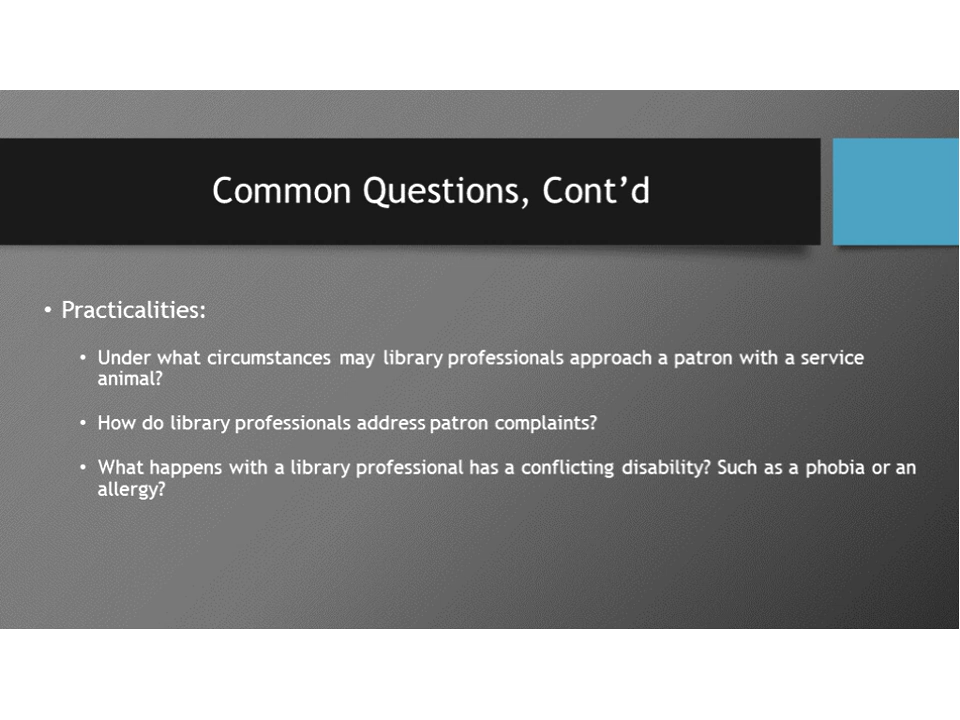 Common Questions, Cont’d
• Practicalities:
• Under what circumstances may library professionals approach a patron with a service
animal?
• How do library professionals address patron complaints?
• What happens with a library professional has a conflicting disability? Such as a phobia or an
allergy?